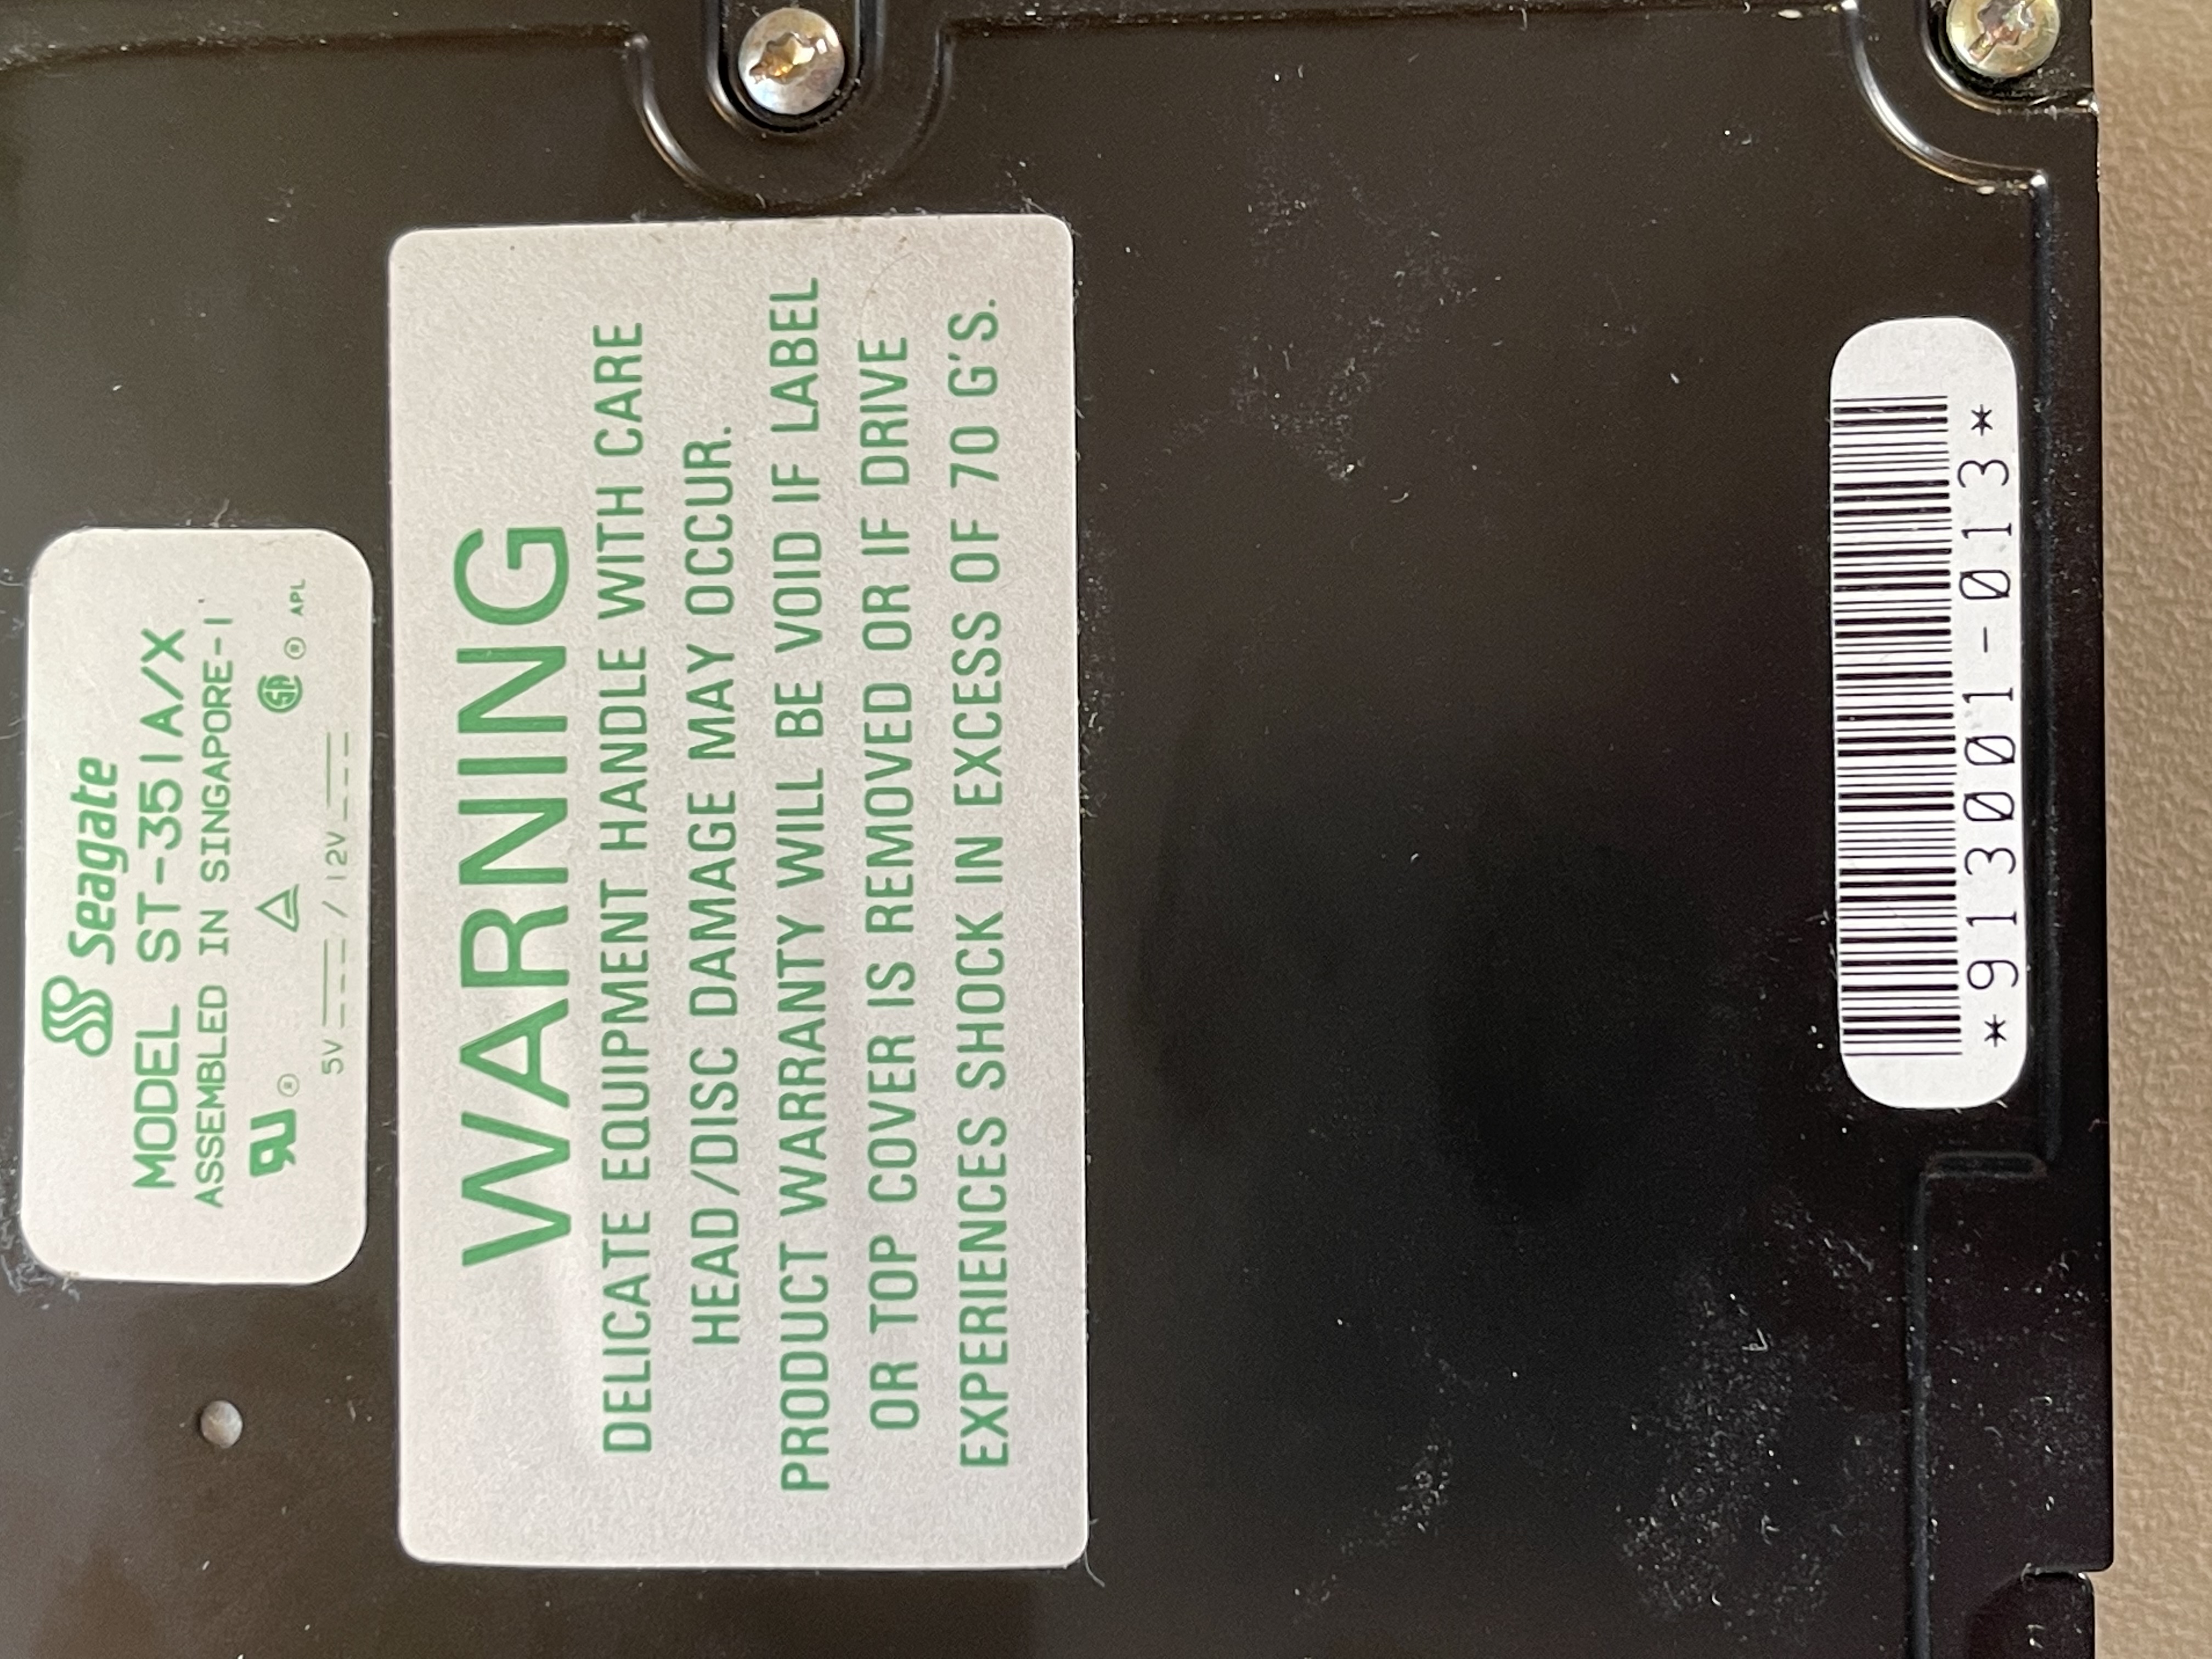 Seagate
MODEL ST-351A/X
ASSEMBLED IN SINGAPORE-1
® ® APL
5V / 12V
WARNING
DELICATE EQUIPMENT HANDLE WITH CARE
HEAD/DISC DAMAGE MAY OCCUR.
PRODUCT WARRANTY WILL BE VOID IF LABEL
OR TOP COVER IS REMOVED OR IF DRIVE
EXPERIENCES SHOCK IN EXCESS OF 70 G'S.
*913001-013*